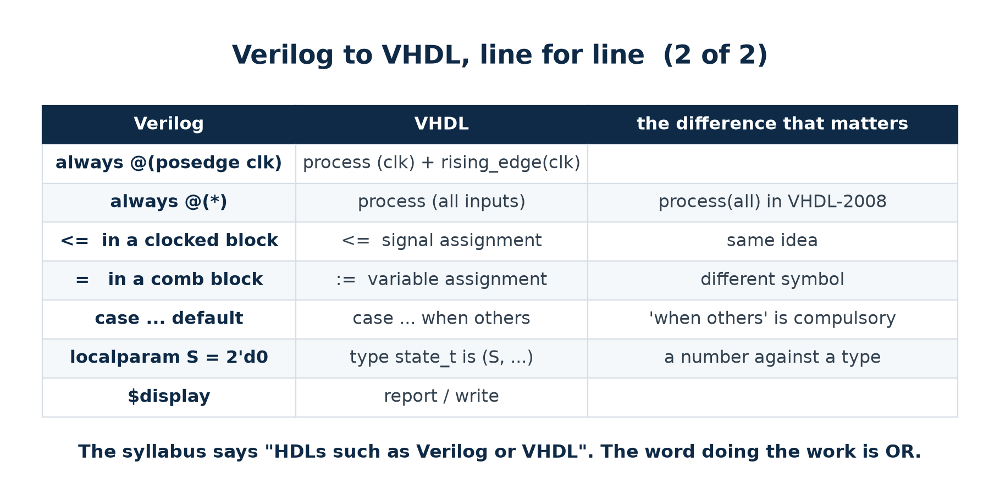 Verilog to VHDL, line for line  (2 of 2)
Verilog VHDL the difference that matters
always @(posedge clk) process (clk) + rising_edge(clk)
always @(*) process (all inputs) process(all) in VHDL-2008
<=  in a clocked block <=  signal assignment same idea
=   in a comb block :=  variable assignment different symbol
case ... default case ... when others 'when others' is compulsory
localparam S = 2'd0 type state_t is (S, ...) a number against a type
$display report / write
The syllabus says "HDLs such as Verilog or VHDL". The word doing the work is OR.